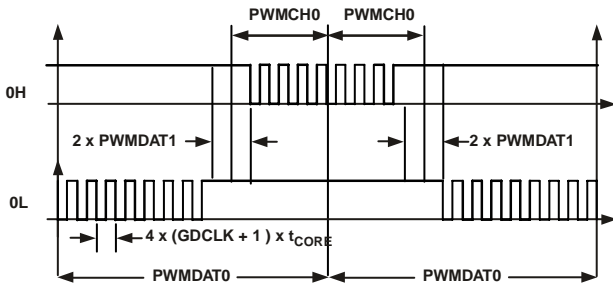 PWMCH0 PWMCH0
0H
2 x PWMDAT1 2 x PWMDAT1
0L
4 x (GDCLK + 1 ) x tCORE
PWMDAT0 PWMDAT0